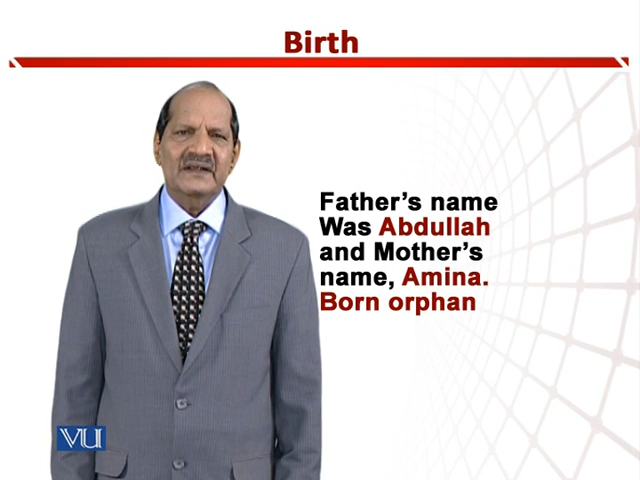 Birth
Father's name
Was Abdullah
and Mother's
name, Amina.
Born orphan
VU